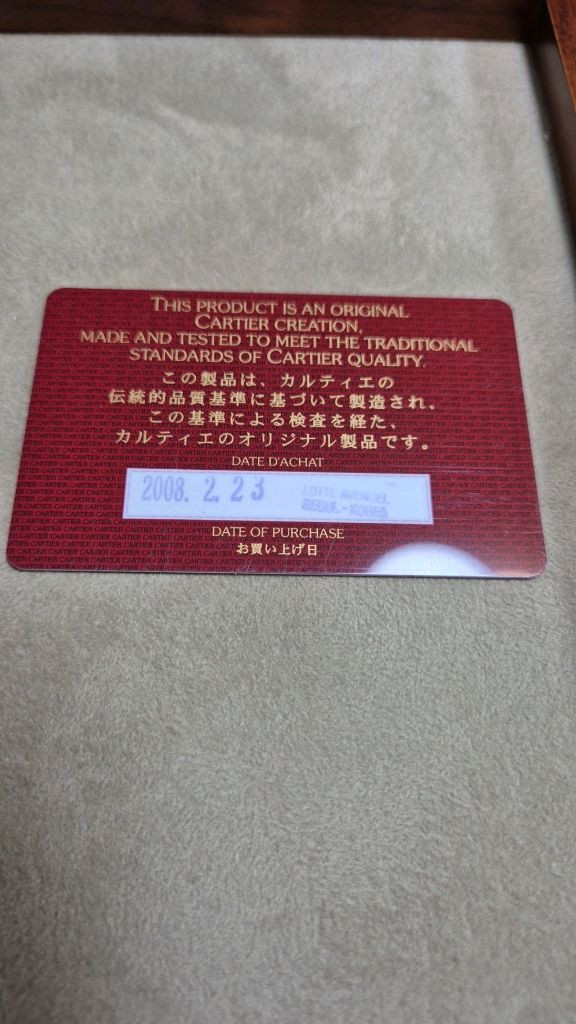 THIS PRODUCT IS AN ORIGINAL
CARTIER CREATION,
MADE AND TESTED TO MEET THE TRADITIONAL
STANDARDS OF CARTIER QUALITY.
この製品は、カルティエの
伝統的品質基準に基づいて製造され、
この基準による検査を経た、
カルティエのオリジナル製品です。
DATE D'ACHAT
2008. 2. 23
LOTTE AVENUEL
SEOUL-KOREA
DATE OF PURCHASE
お買い上げ日